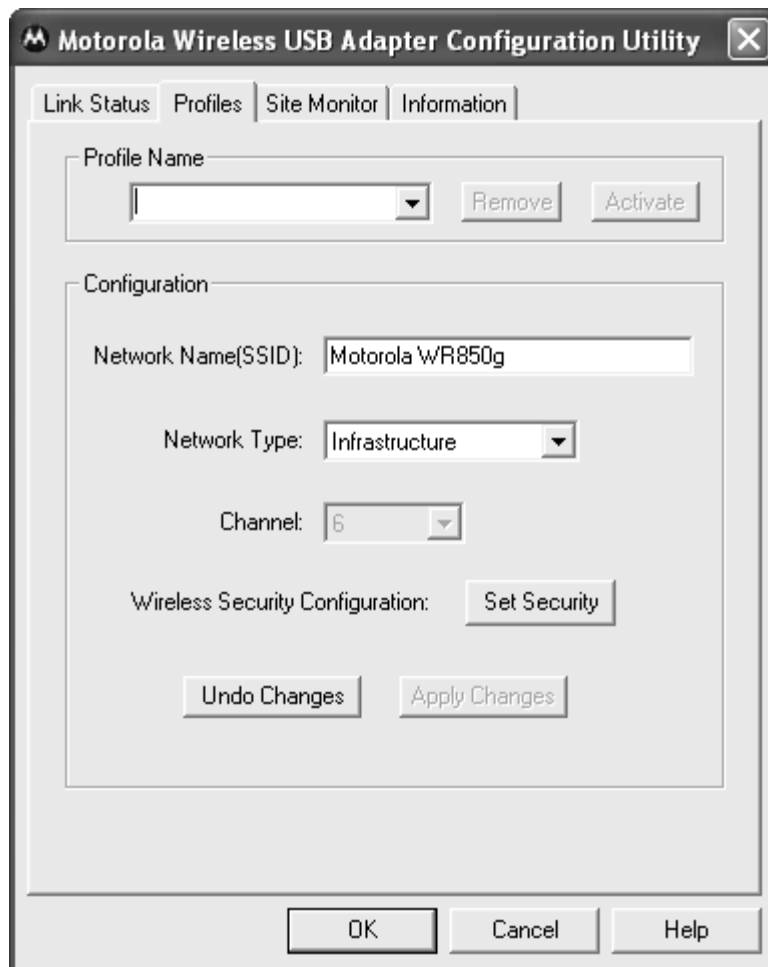 Motorola Wireless USB Adapter Configuration Utility
Link Status Profiles Site Monitor Information
Profile Name
Remove Activate
Configuration
Network Name(SSID): Motorola WR850g
Network Type: Infrastructure
Channel: 6
Wireless Security Configuration: Set Security
Undo Changes Apply Changes
OK Cancel Help